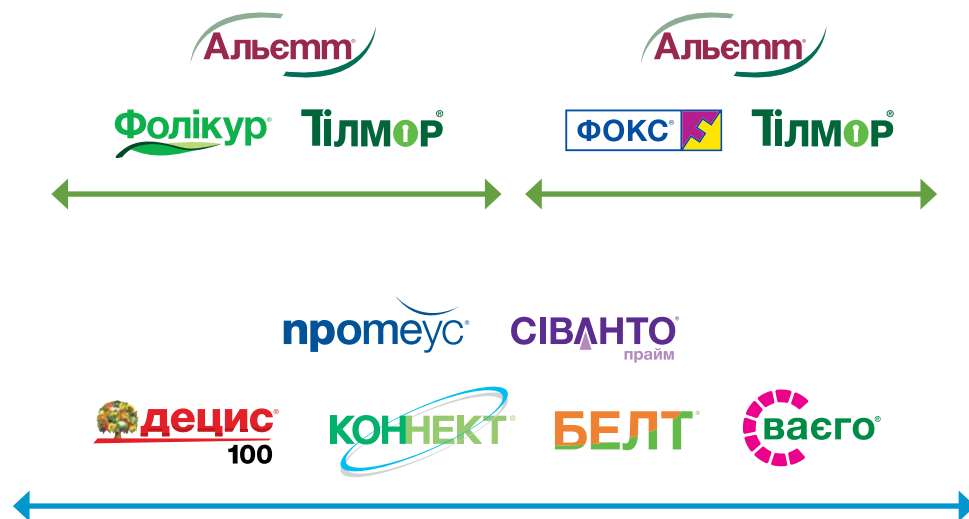 Альєтт® Альєтт®
Фолікур® Тілмор® ФОКС® Тілмор®
протеус® СІВАНТО®
прайм
децис® КОННЕКТ® БЕЛТ® ваєго®
100